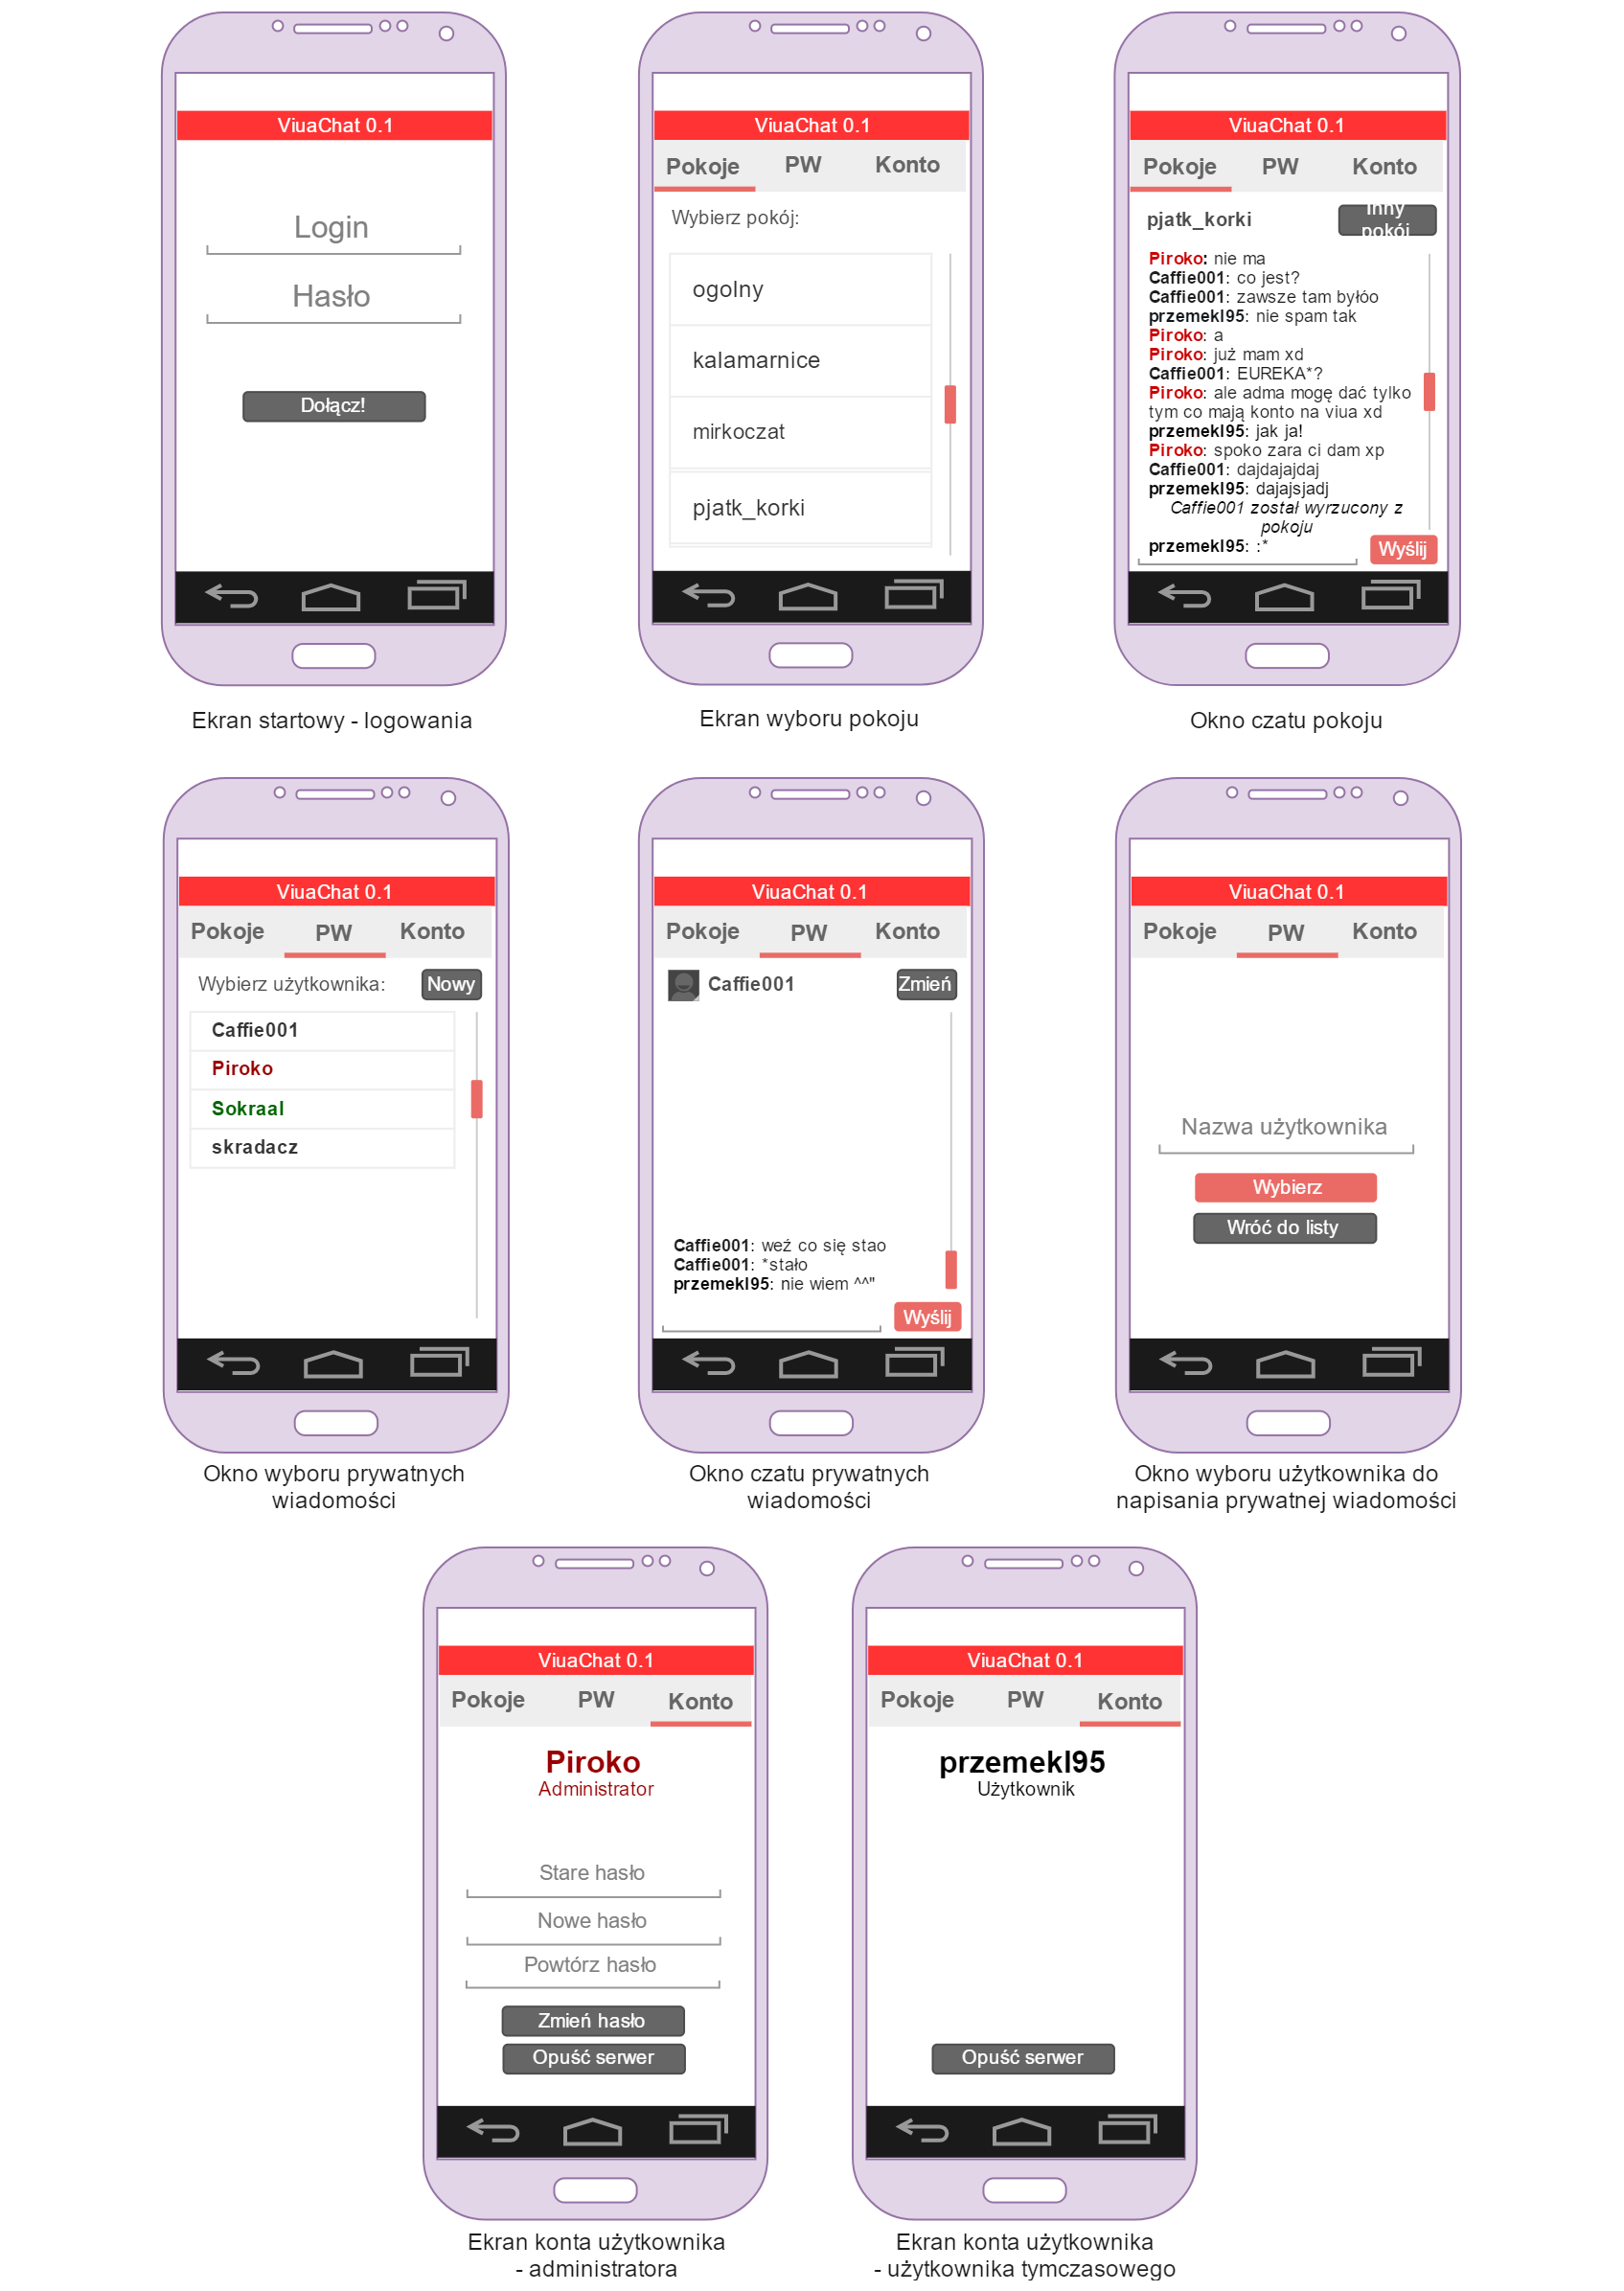 ViuaChat 0.1
Login
Hasło
Dołącz!
Ekran startowy - logowania
ViuaChat 0.1
Pokoje PW Konto
Wybierz pokój:
ogolny
kalamarnice
mirkoczat
pjatk_korki
Ekran wyboru pokoju
ViuaChat 0.1
Pokoje PW Konto
pjatk_korki
Inny
pokój
Piroko: nie ma
Caffie001: co jest?
Caffie001: zawsze tam byłóo
przemekl95: nie spam tak
Piroko: a
Piroko: już mam xd
Caffie001: EUREKA*?
Piroko: ale adma mogę dać tylko
tym co mają konto na viua xd
przemekl95: jak ja!
Piroko: spoko zara ci dam xp
Caffie001: dajdajajdaj
przemekl95: dajajsjadj
Caffie001 został wyrzucony z
pokoju
przemekl95: :*
Wyślij
Okno czatu pokoju
ViuaChat 0.1
Pokoje PW Konto
Wybierz użytkownika: Nowy
Caffie001
Piroko
Sokraal
skradacz
Okno wyboru prywatnych
wiadomości
ViuaChat 0.1
Pokoje PW Konto
Caffie001 Zmień
Caffie001: weź co się stao
Caffie001: *stało
przemekl95: nie wiem ^^"
Wyślij
Okno czatu prywatnych
wiadomości
ViuaChat 0.1
Pokoje PW Konto
Nazwa użytkownika
Wybierz
Wróć do listy
Okno wyboru użytkownika do
napisania prywatnej wiadomości
ViuaChat 0.1
Pokoje PW Konto
Piroko
Administrator
Stare hasło
Nowe hasło
Powtórz hasło
Zmień hasło
Opuść serwer
Ekran konta użytkownika
- administratora
ViuaChat 0.1
Pokoje PW Konto
przemekl95
Użytkownik
Opuść serwer
Ekran konta użytkownika
- użytkownika tymczasowego